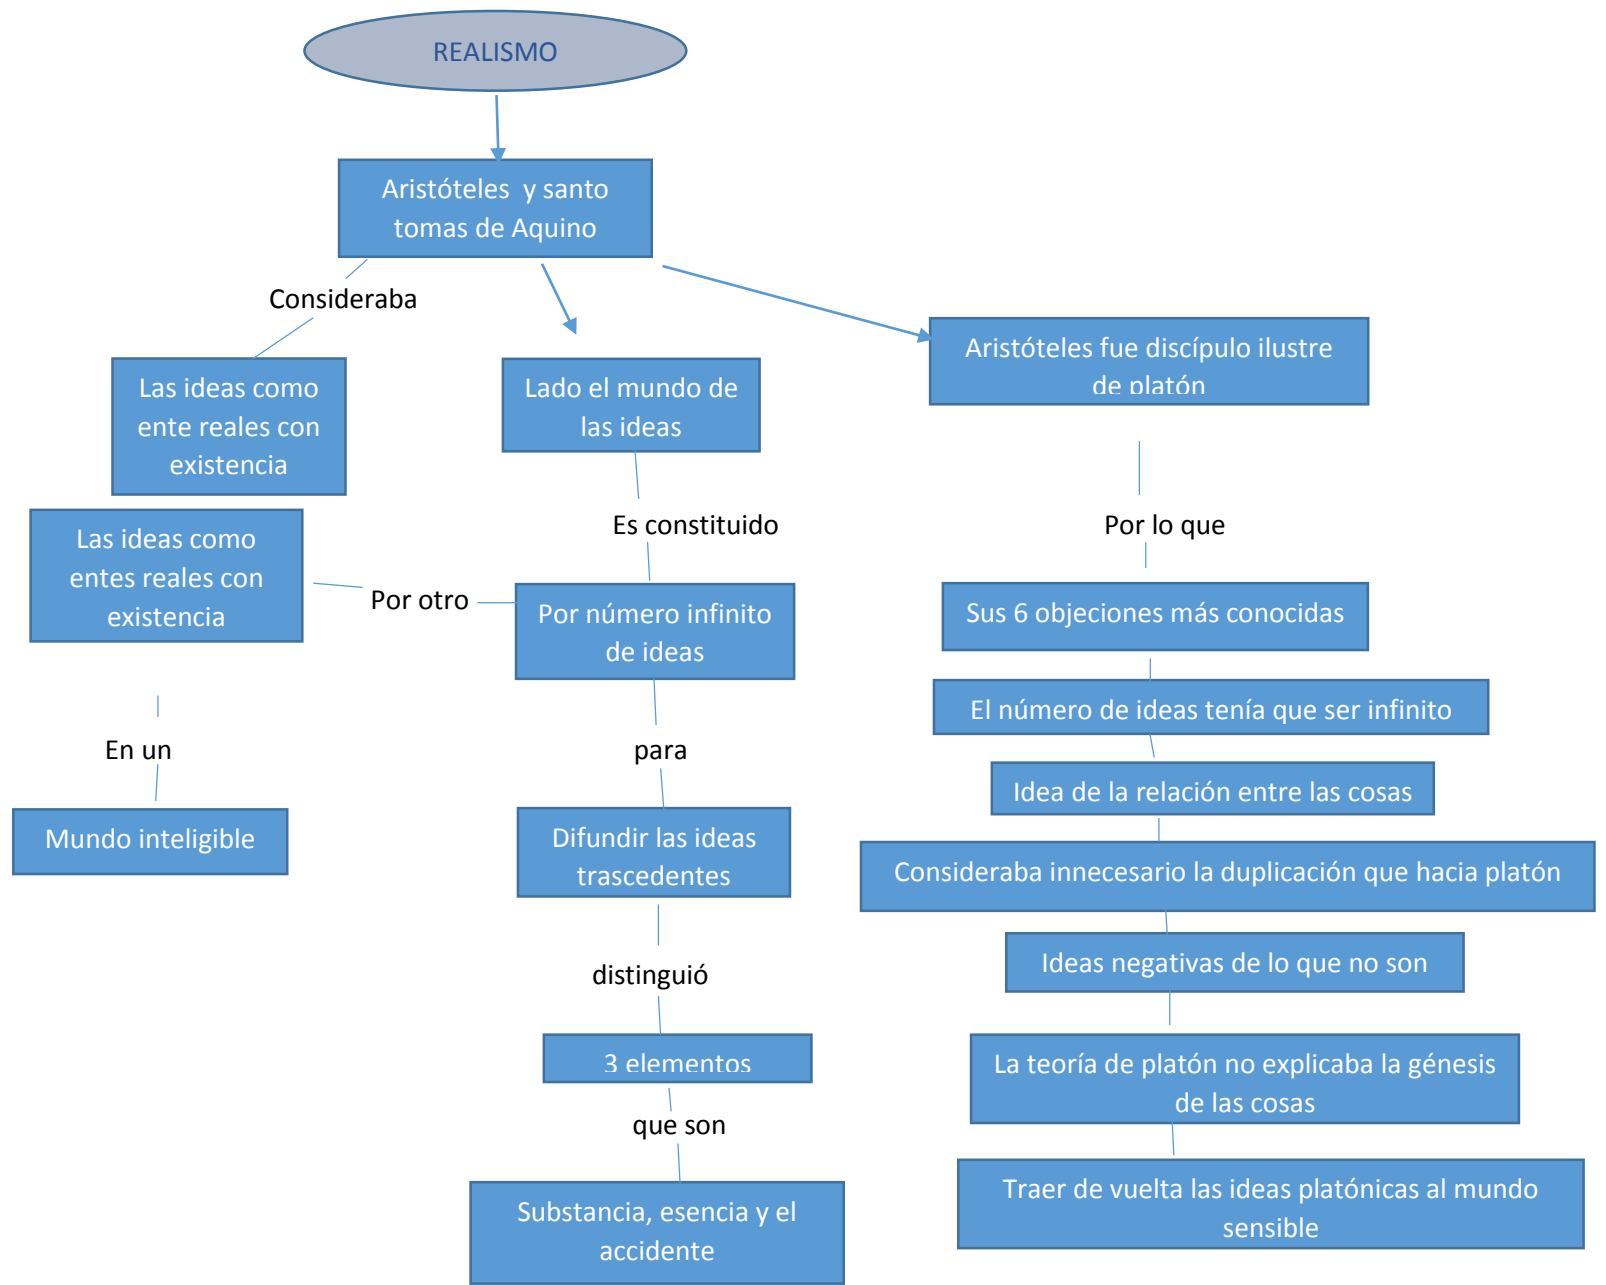 REALISMO
Aristóteles y santo
tomas de Aquino
Consideraba
Las ideas como
ente reales con
existencia
Las ideas como
entes reales con
existencia
En un
Mundo inteligible
Por otro
Lado el mundo de
las ideas
Es constituido
Por número infinito
de ideas
para
Difundir las ideas
trascedentes
distinguió
3 elementos
que son
Substancia, esencia y el
accidente
Aristóteles fue discípulo ilustre
de platón
Por lo que
Sus 6 objeciones más conocidas
El número de ideas tenía que ser infinito
Idea de la relación entre las cosas
Consideraba innecesario la duplicación que hacia platón
Ideas negativas de lo que no son
La teoría de platón no explicaba la génesis
de las cosas
Traer de vuelta las ideas platónicas al mundo
sensible